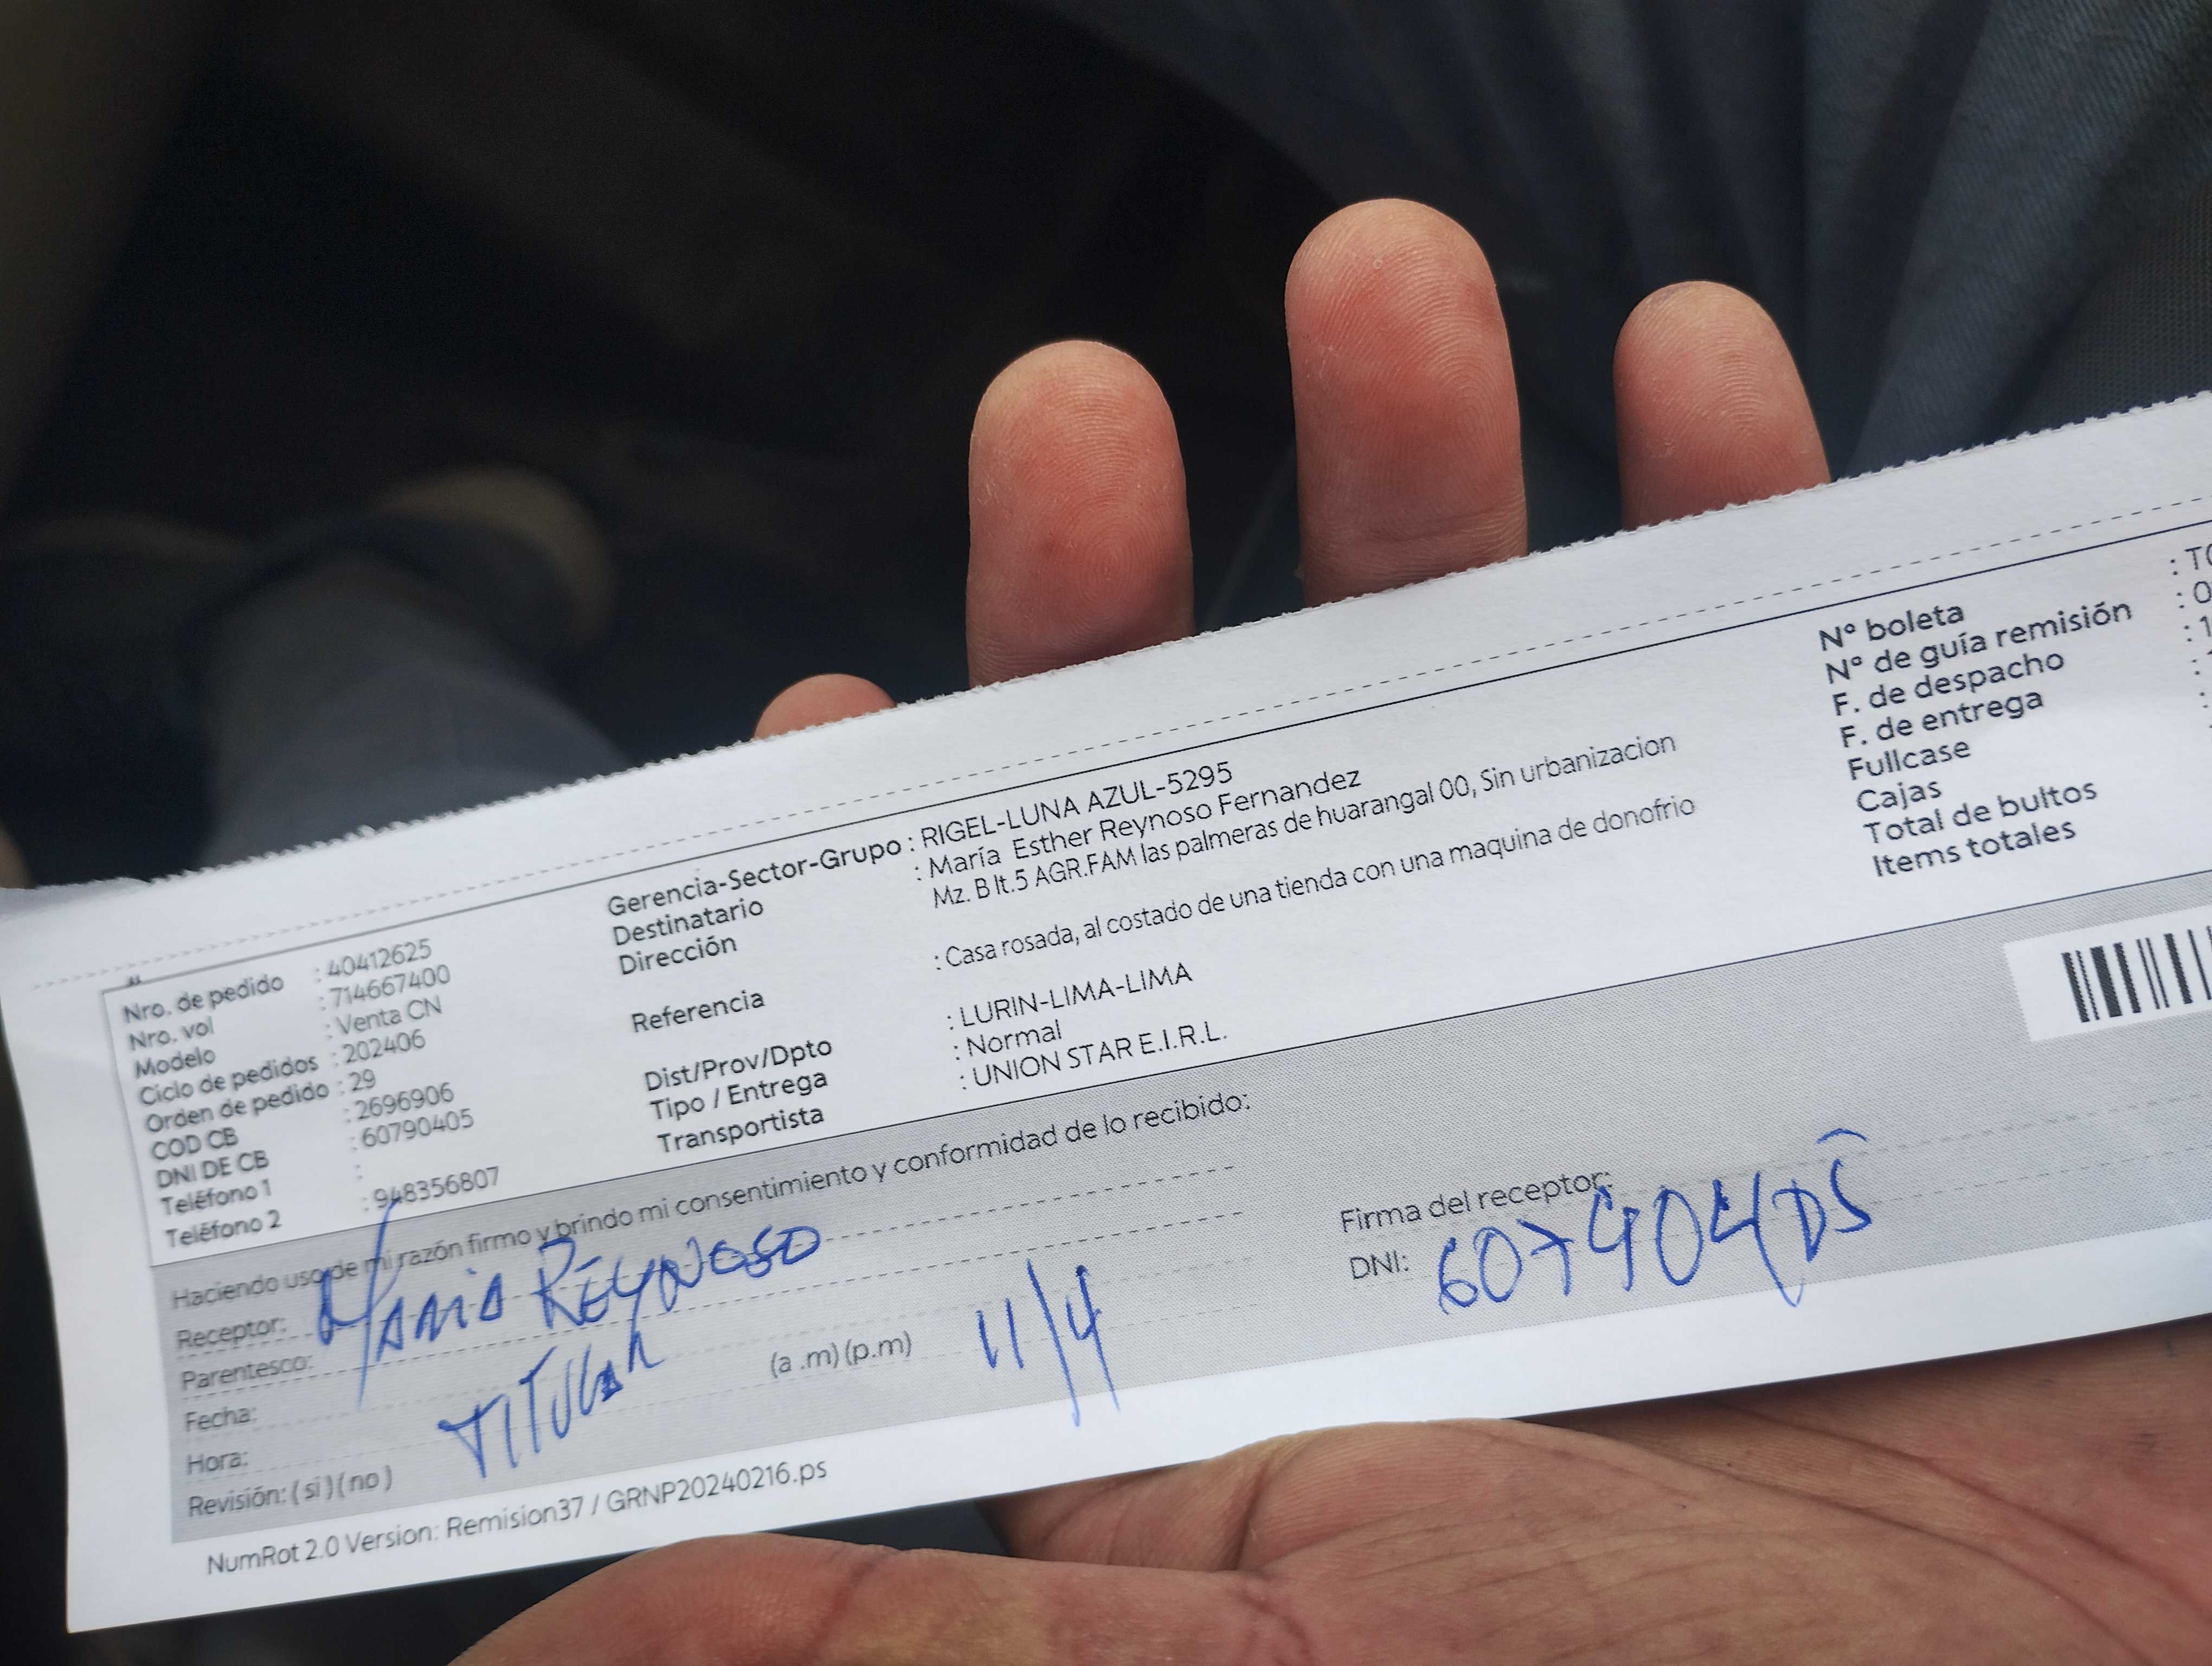 Nro. de pedido : 40412625
Nro. vol : 714667400
Modelo : Venta CN
Ciclo de pedidos : 202406
Orden de pedido : 29
COD CB : 2696906
DNI DE CB : 60790405
Teléfono 1 :
Teléfono 2 : 948356807
Gerencia-Sector-Grupo : RIGEL-LUNA AZUL-5295
Destinatario : María Esther Reynoso Fernandez
Dirección Mz. B lt.5 AGR.FAM las palmeras de huarangal 00, Sin urbanizacion
Referencia : Casa rosada, al costado de una tienda con una maquina de donofrio
Dist/Prov/Dpto : LURIN-LIMA-LIMA
Tipo / Entrega : Normal
Transportista : UNION STAR E.I.R.L.
N° boleta
N° de guía remisión
F. de despacho
F. de entrega
Fullcase
Cajas
Total de bultos
Items totales
Haciendo uso de mi razón firmo y brindo mi consentimiento y conformidad de lo recibido:
Receptor: MARIA REYNOSO
Parentesco: TITULAR
Fecha: 11/4
Hora: (a .m) (p.m)
Revisión: ( si ) ( no )
Firma del receptor:
DNI:
NumRot 2.0 Version: Remision37 / GRNP20240216.ps